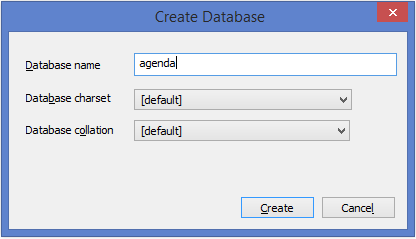 Create Database
Database name
agenda
Database charset
[default]
Database collation
[default]
Create
Cancel